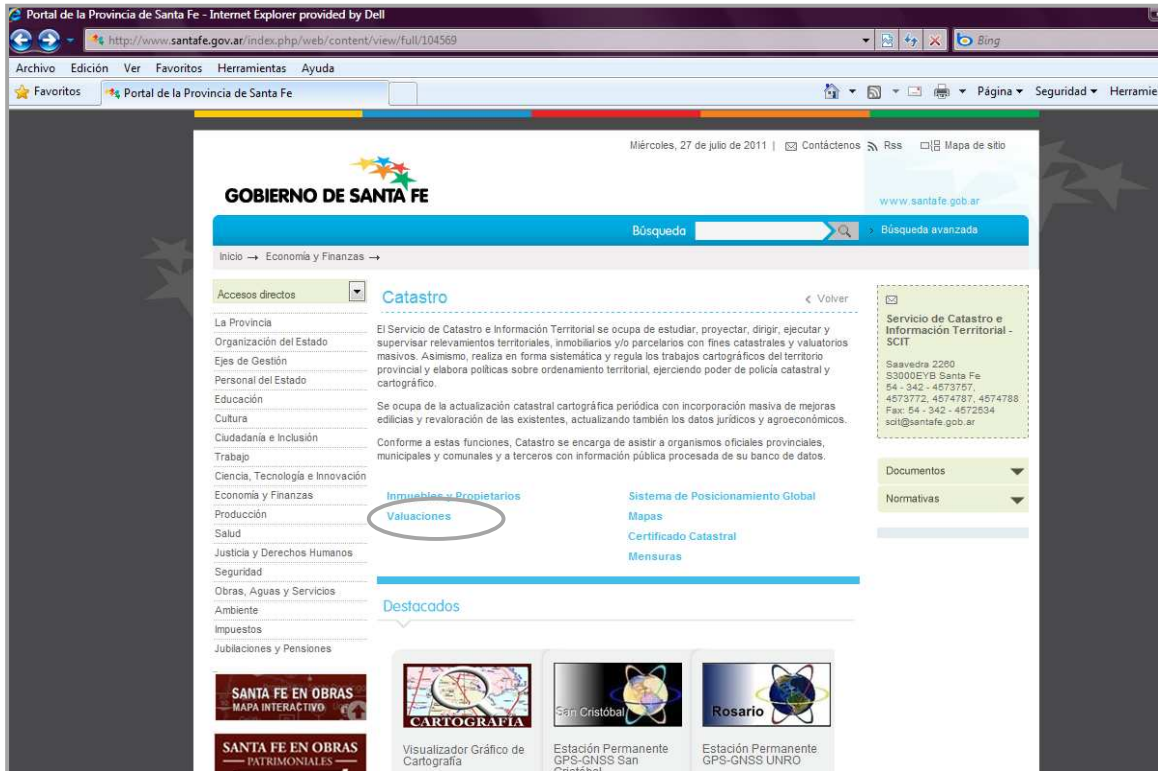 Portal de la Provincia de Santa Fe - Internet Explorer provided by Dell
http://www.santafe.gov.ar/index.php/web/content/view/full/104569
Bing
Archivo Edición Ver Favoritos Herramientas Ayuda
Favoritos
Portal de la Provincia de Santa Fe
Página
Seguridad
Herramie
Miércoles, 27 de julio de 2011 |
Contáctenos
Rss
Mapa de sitio
GOBIERNO DE SANTA FE
www.santafe.gob.ar
Búsqueda
Búsqueda avanzada
Inicio → Economía y Finanzas →
Accesos directos
La Provincia
Organización del Estado
Ejes de Gestión
Personal del Estado
Educación
Cultura
Ciudadanía e Inclusión
Trabajo
Ciencia, Tecnología e Innovación
Economía y Finanzas
Producción
Salud
Justicia y Derechos Humanos
Seguridad
Obras, Aguas y Servicios
Ambiente
Impuestos
Jubilaciones y Pensiones
SANTA FE EN OBRAS
MAPA INTERACTIVO
SANTA FE EN OBRAS
PATRIMONIALES
Catastro
Volver
El Servicio de Catastro e Información Territorial se ocupa de estudiar, proyectar, dirigir, ejecutar y
supervisar relevamientos territoriales, inmobiliarios y/o parcelarios con fines catastrales y valuatorios
masivos. Asimismo, realiza en forma sistemática y regula los trabajos cartográficos del territorio
provincial y elabora políticas sobre ordenamiento territorial, ejerciendo poder de policía catastral y
cartográfico.
Se ocupa de la actualización catastral cartográfica periódica con incorporación masiva de mejoras
edilicias y revaloración de las existentes, actualizando también los datos jurídicos y agroeconómicos.
Conforme a estas funciones, Catastro se encarga de asistir a organismos oficiales provinciales,
municipales y comunales y a terceros con información pública procesada de su banco de datos.
Inmuebles y Propietarios
Valuaciones
Sistema de Posicionamiento Global
Mapas
Certificado Catastral
Mensuras
Destacados
CARTOGRAFÍA
Visualizador Gráfico de
Cartografía
San Cristóbal
Estación Permanente
GPS-GNSS San
Cristóbal
Rosario
Estación Permanente
GPS-GNSS UNRO
Servicio de Catastro e
Información Territorial -
SCIT
Saavedra 2260
S3000EYB Santa Fe
54 - 342 - 4573757,
4573772, 4574787, 4574788
Fax: 54 - 342 - 4572534
scit@santafe.gob.ar
Documentos
Normativas